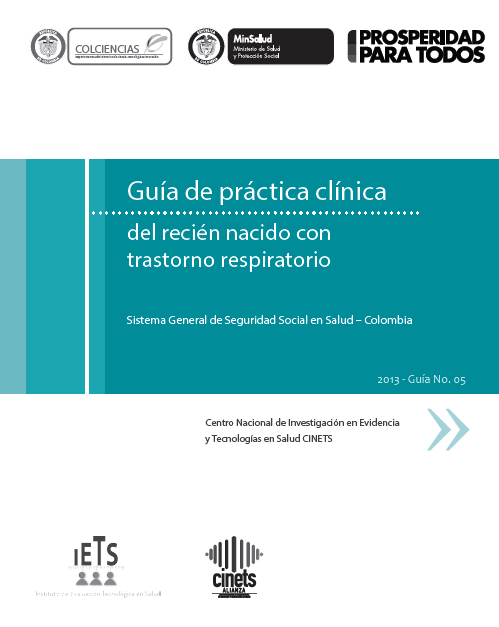 COLCIENCIAS
MinSalud
Ministerio de Salud
y Protección Social
PROSPERIDAD
PARA TODOS
Guía de práctica clínica
del recién nacido con
trastorno respiratorio
Sistema General de Seguridad Social en Salud – Colombia
2013 - Guía No. 05
Centro Nacional de Investigación en Evidencia
y Tecnologías en Salud CINETS
IETS
Instituto de Evaluación Tecnológica en Salud
cinets
ALIANZA